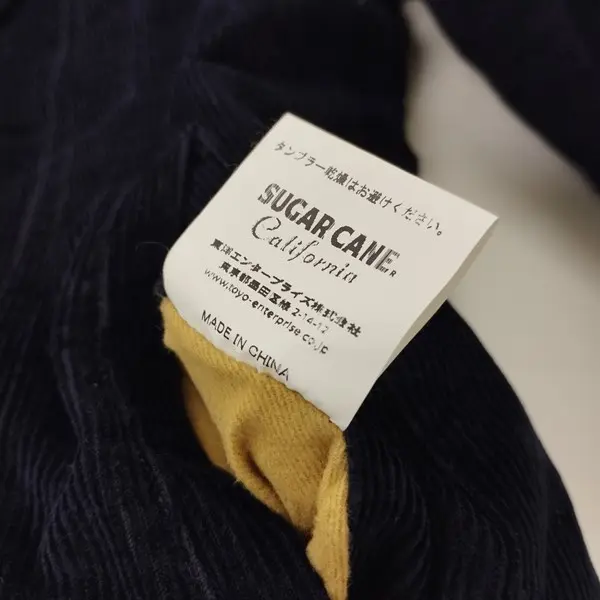 タンブラー乾燥はお避けください。
SUGAR CANE®
California
東洋エンタープライズ株式会社
東京都墨田区緑 2-14-12
www.toyo-enterprise.co.jp
MADE IN CHINA